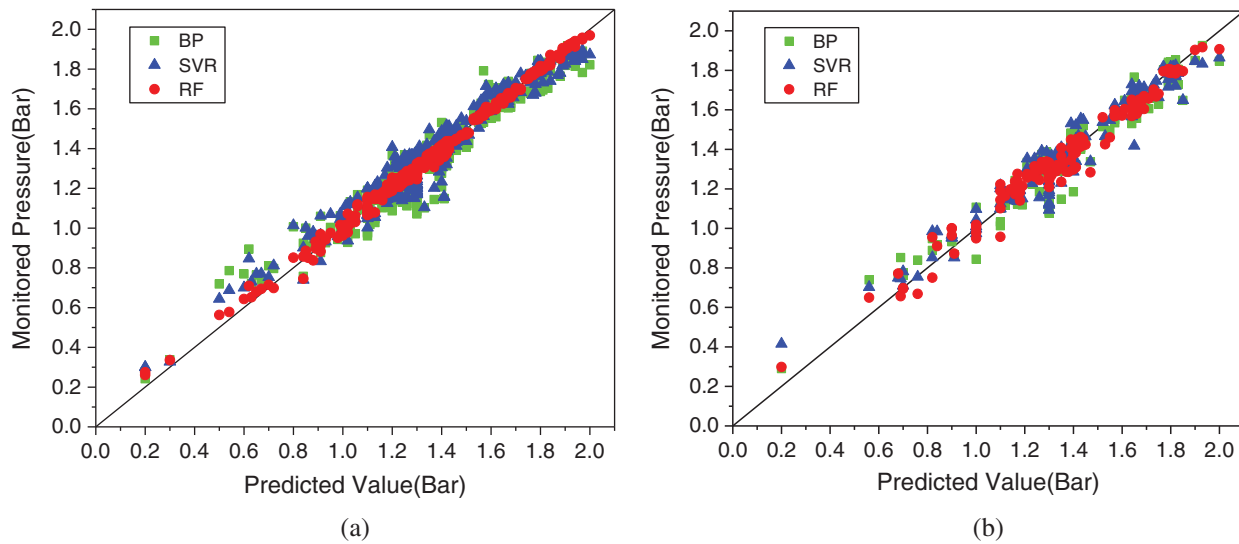 2.0
1.8
1.6
1.4
1.2
1.0
0.8
0.6
0.4
0.2
0.0
Monitored Pressure(Bar)
BP
SVR
RF
0.0 0.2 0.4 0.6 0.8 1.0 1.2 1.4 1.6 1.8 2.0
Predicted Value(Bar)
(a)
2.0
1.8
1.6
1.4
1.2
1.0
0.8
0.6
0.4
0.2
0.0
Monitored Pressure(Bar)
BP
SVR
RF
0.0 0.2 0.4 0.6 0.8 1.0 1.2 1.4 1.6 1.8 2.0
Predicted Value(Bar)
(b)